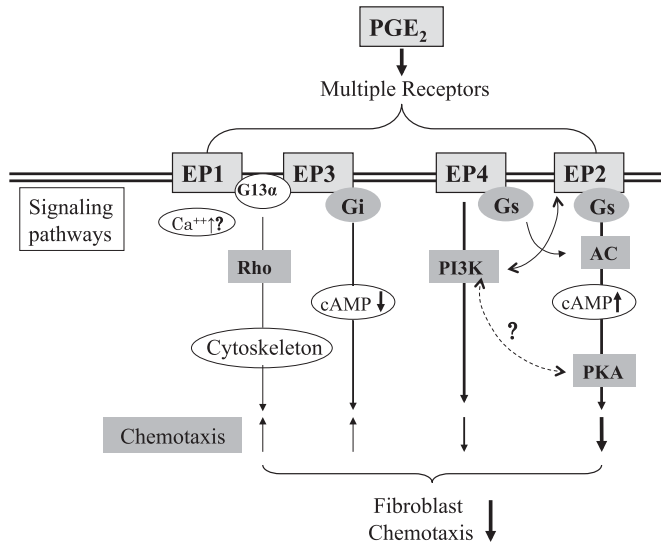 PGE₂
Multiple Receptors
EP1
G13α
EP3
EP4
EP2
Signaling
pathways
Ca⁺⁺↑?
Gi
Gs
Gs
Rho
PI3K
AC
cAMP↓
cAMP↑
Cytoskeleton
?
PKA
Chemotaxis
Fibroblast
Chemotaxis